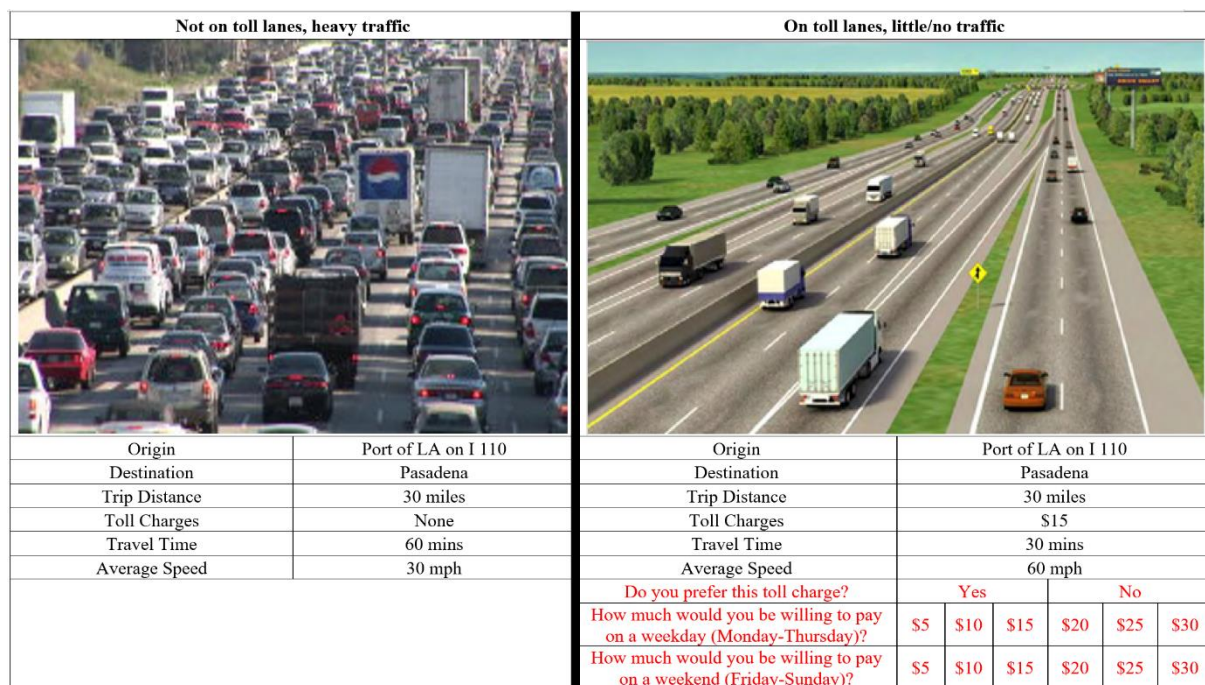 Not on toll lanes, heavy traffic
Origin Port of LA on I 110
Destination Pasadena
Trip Distance 30 miles
Toll Charges None
Travel Time 60 mins
Average Speed 30 mph
On toll lanes, little/no traffic
Origin Port of LA on I 110
Destination Pasadena
Trip Distance 30 miles
Toll Charges $15
Travel Time 30 mins
Average Speed 60 mph
Do you prefer this toll charge? Yes No
How much would you be willing to pay
on a weekday (Monday-Thursday)? $5 $10 $15 $20 $25 $30
How much would you be willing to pay
on a weekend (Friday-Sunday)? $5 $10 $15 $20 $25 $30